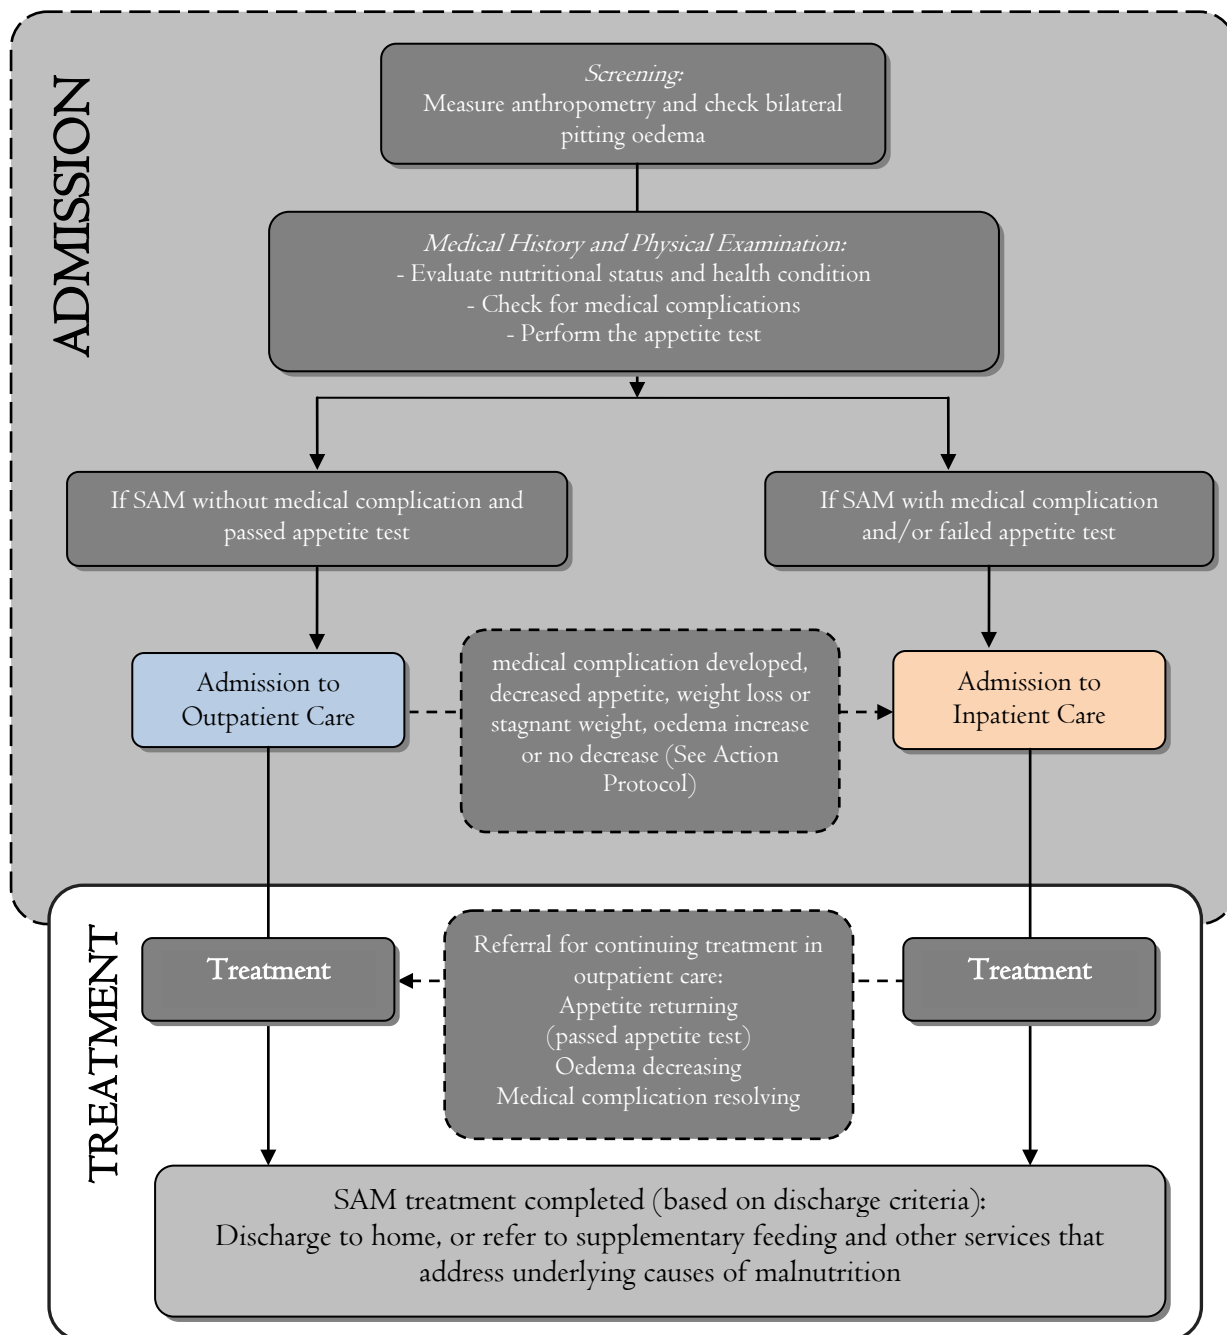 ADMISSION
Screening:
Measure anthropometry and check bilateral
pitting oedema
Medical History and Physical Examination:
- Evaluate nutritional status and health condition
- Check for medical complications
- Perform the appetite test
If SAM without medical complication and
passed appetite test
If SAM with medical complication
and/or failed appetite test
Admission to
Outpatient Care
medical complication developed,
decreased appetite, weight loss or
stagnant weight, oedema increase
or no decrease (See Action
Protocol)
Admission to
Inpatient Care
TREATMENT
Treatment
Referral for continuing treatment in
outpatient care:
Appetite returning
(passed appetite test)
Oedema decreasing
Medical complication resolving
Treatment
SAM treatment completed (based on discharge criteria):
Discharge to home, or refer to supplementary feeding and other services that
address underlying causes of malnutrition